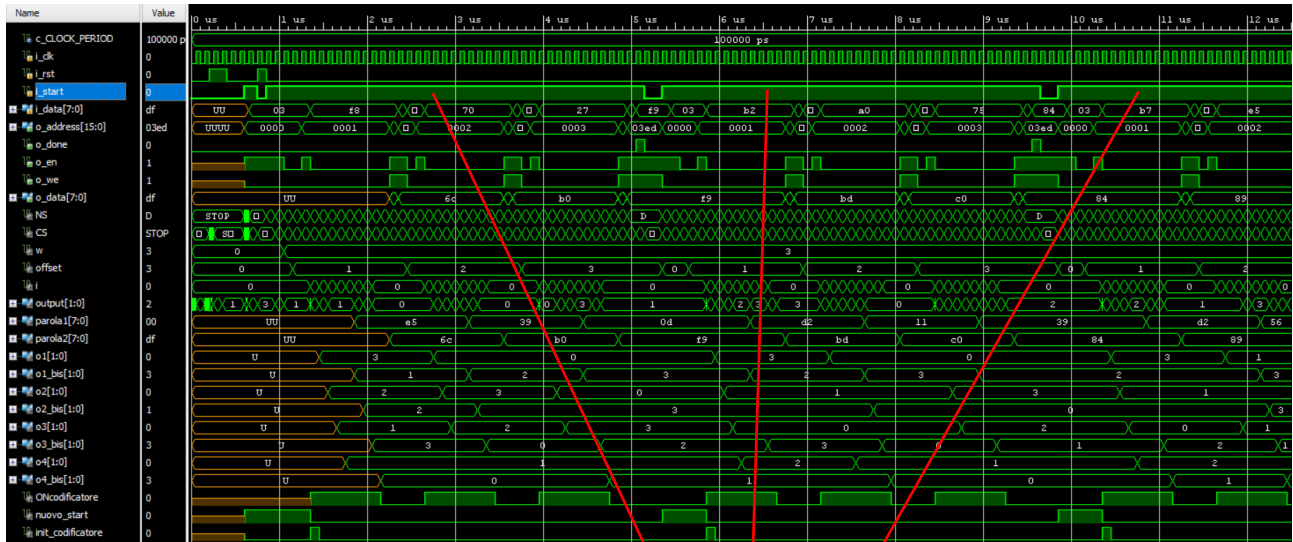 Name Value 0 us 1 us 2 us 3 us 4 us 5 us 6 us 7 us 8 us 9 us 10 us 11 us 12 us
c_CLOCK_PERIOD 100000 p 100000 ps
i_clk 0
i_rst 0
i_start 0
i_data[7:0] df UU 03 f8 70 27 f9 03 b2 a0 75 84 03 b7 e5
o_address[15:0] 03ed UUUU 0000 0001 0002 0003 03ed 0000 0001 0002 0003 03ed 0000 0001 0002
o_done 0
o_en 1
o_we 1
o_data[7:0] df UU 6c b0 f9 bd c0 84 89
NS D STOP D D
CS STOP
w 3 0 3
offset 3 0 1 2 3 0 1 2 3 0 1 2
i 0 0 0 0 0 0 0 0 0 0
output[1:0] 2 1 3 1 1 0 0 0 3 1 2 3 3 0 2 2 1 3
parola1[7:0] 00 UU e5 39 0d d2 11 39 d2 56
parola2[7:0] df UU 6c b0 f9 bd c0 84 89
o1[1:0] 0 U 3 0 3 0 3 1
o1_bis[1:0] 3 U 1 2 3 2 3 2 3
o2[1:0] 0 U 2 3 0 1 3 1
o2_bis[1:0] 1 U 2 3 0 3
o3[1:0] 0 U 1 2 3 0 2 0 1
o3_bis[1:0] 3 U 3 0 2 3 0 1 2 1
o4[1:0] 0 U 1 2 1 2
o4_bis[1:0] 3 U 0 1 0 1
ONcodificatore 0
nuovo_start 0
init_codificatore 0